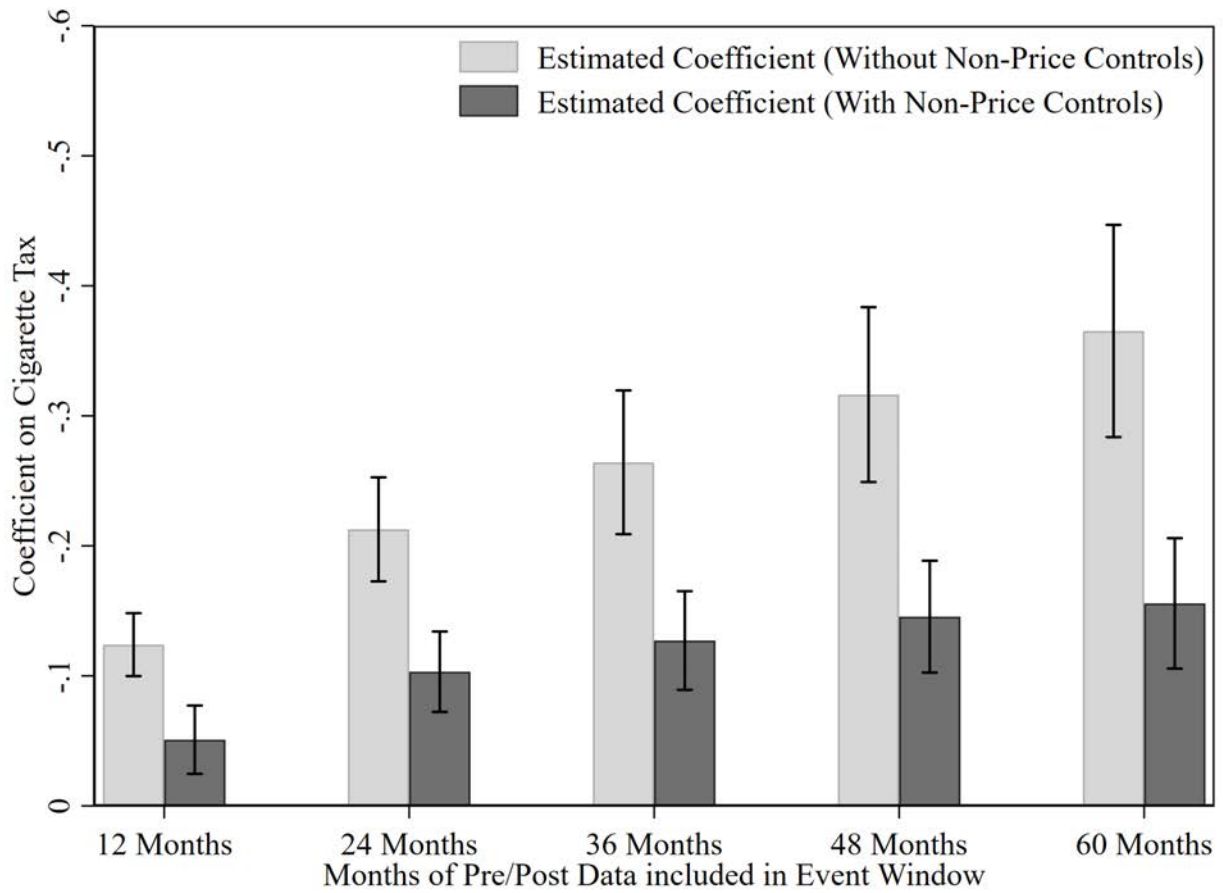 Estimated Coefficient (Without Non-Price Controls)
Estimated Coefficient (With Non-Price Controls)
Coefficient on Cigarette Tax
-.6
-.5
-.4
-.3
-.2
-.1
0
12 Months
24 Months
36 Months
48 Months
60 Months
Months of Pre/Post Data included in Event Window